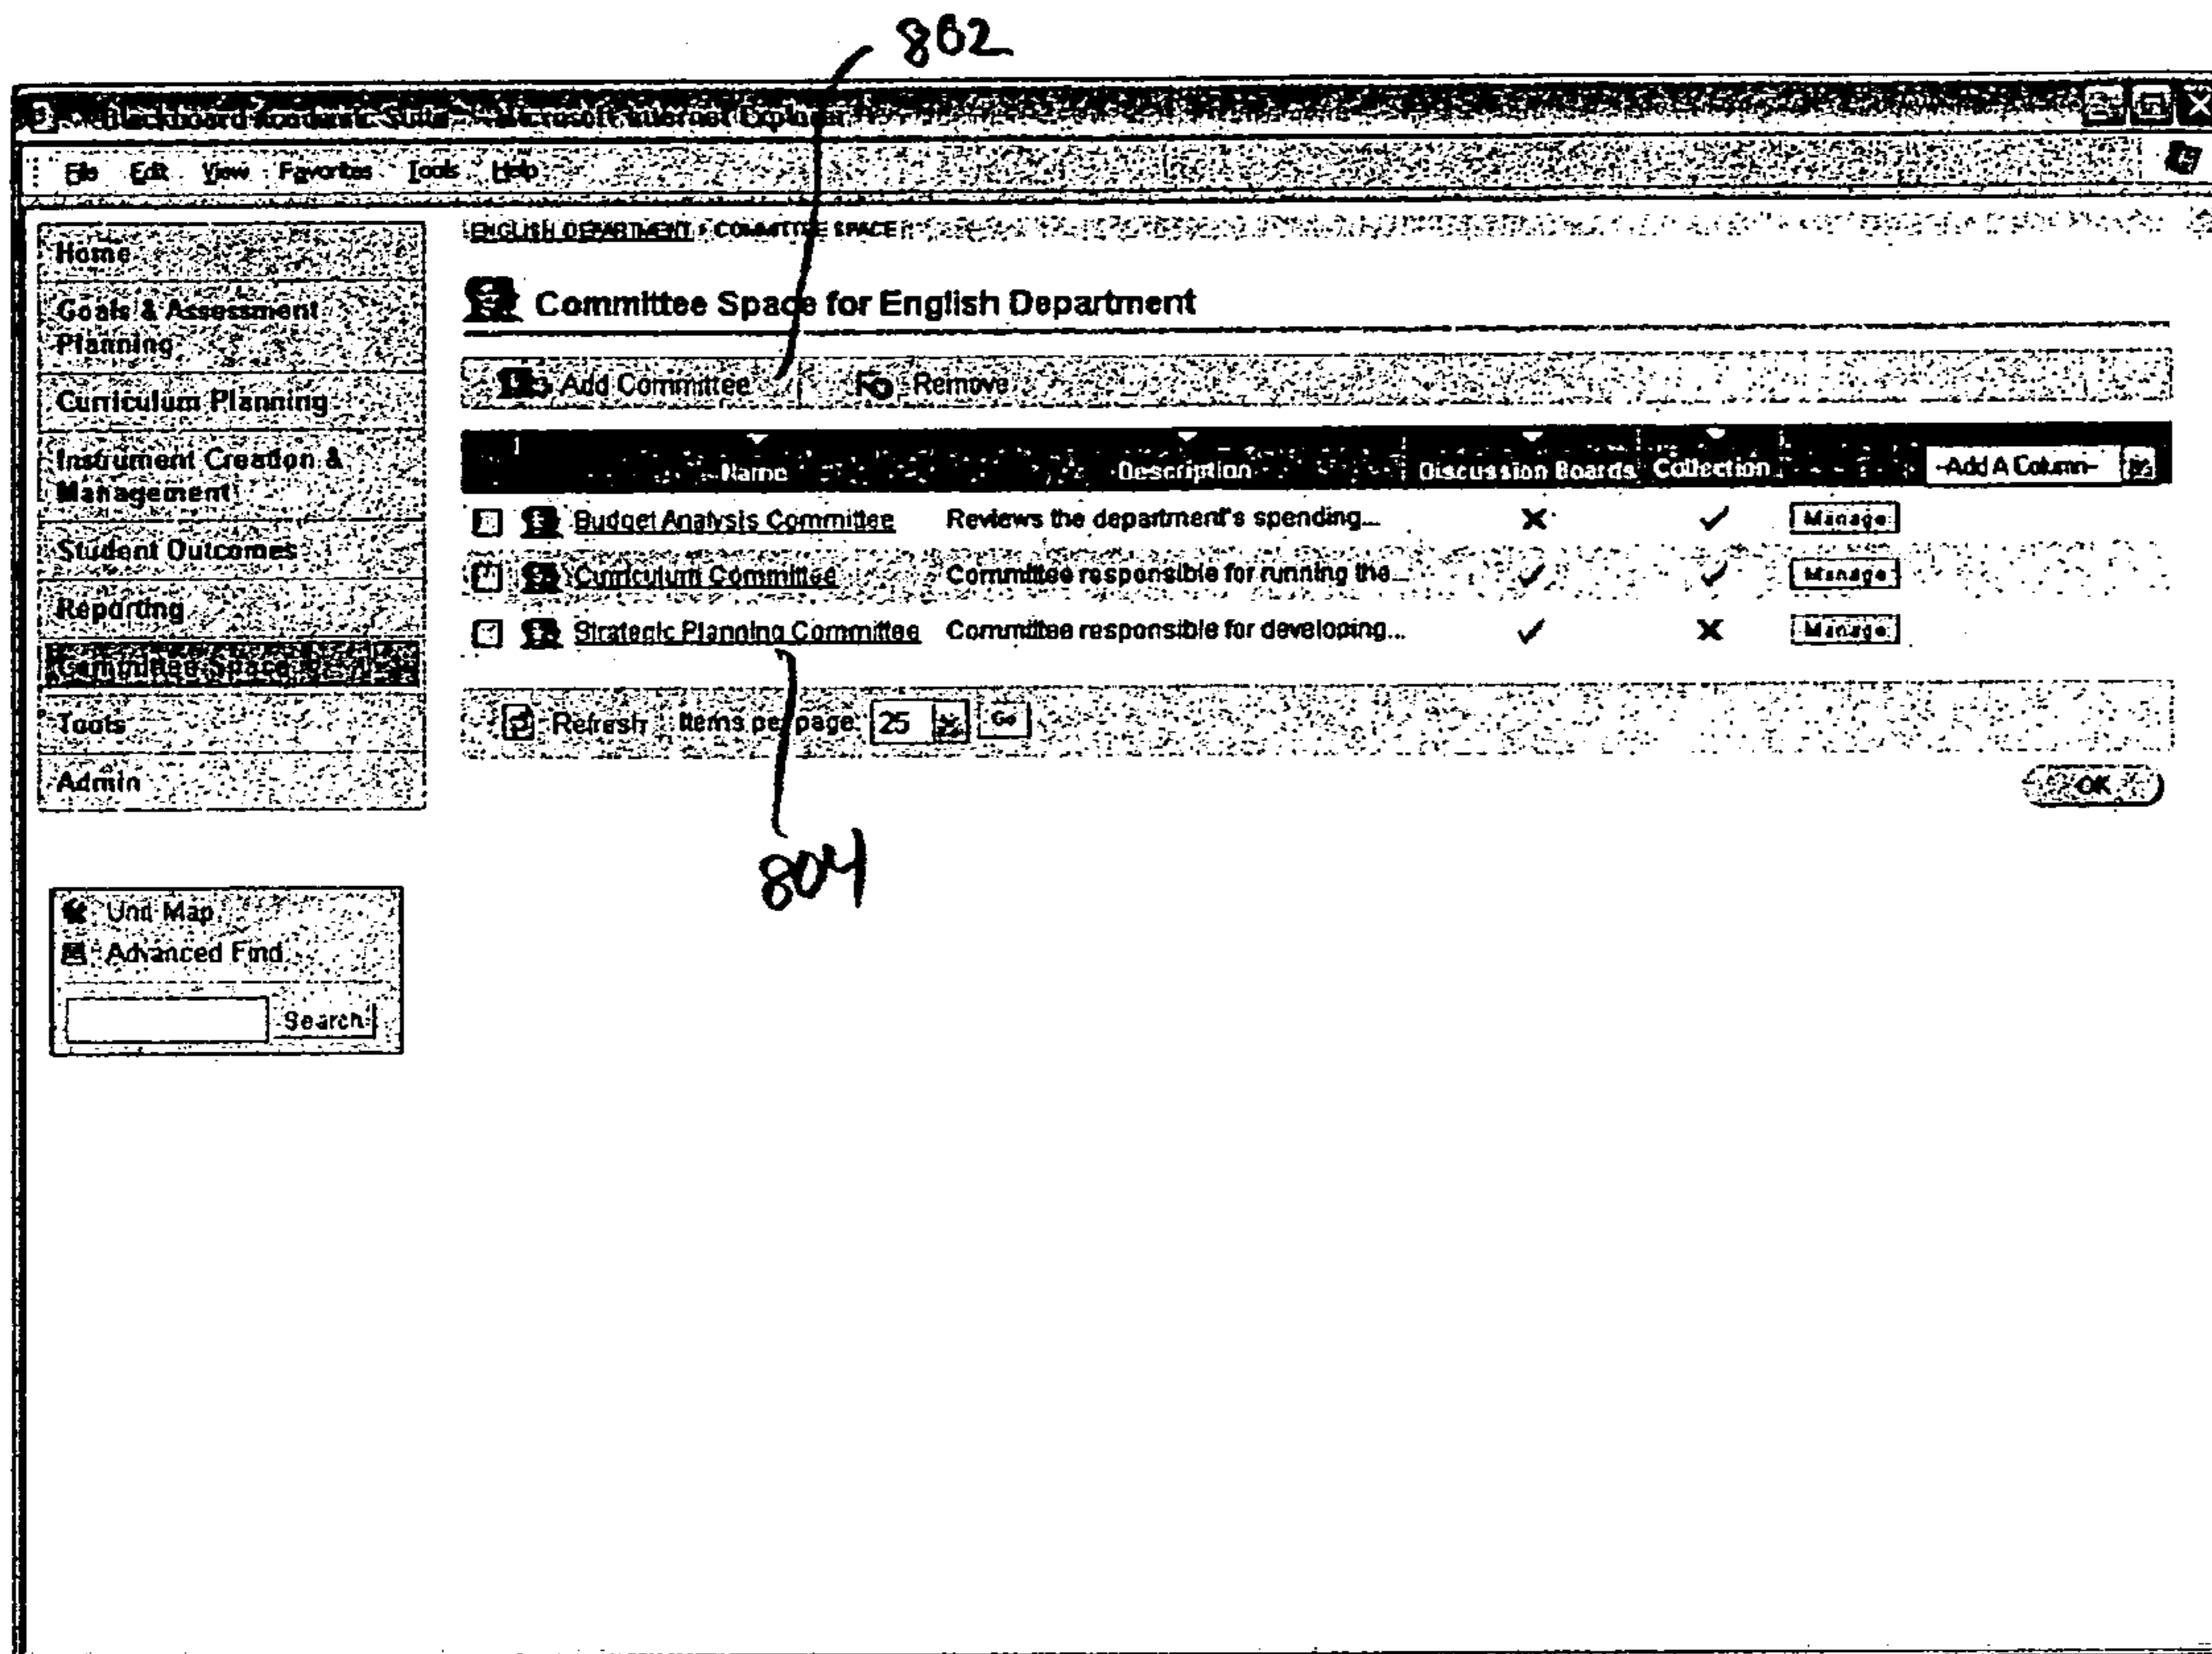 802
Blackboard Academic Suite - Microsoft Internet Explorer
File Edit View Favorites Tools Help
ENGLISH DEPARTMENT > COMMITTEE SPACE
Home
Goals & Assessment
Planning
Curriculum Planning
Instrument Creation &
Management
Student Outcomes
Reporting
Committee Space
Tools
Admin
Committee Space for English Department
Add Committee Remove
Name Description Discussion Boards Collection -Add A Column-
Budget Analysis Committee Reviews the department's spending... Manage
Curriculum Committee Committee responsible for running the... Manage
Strategic Planning Committee Committee responsible for developing... Manage
Refresh Items per page 25 Go
OK
804
Unit Map
Advanced Find
Search